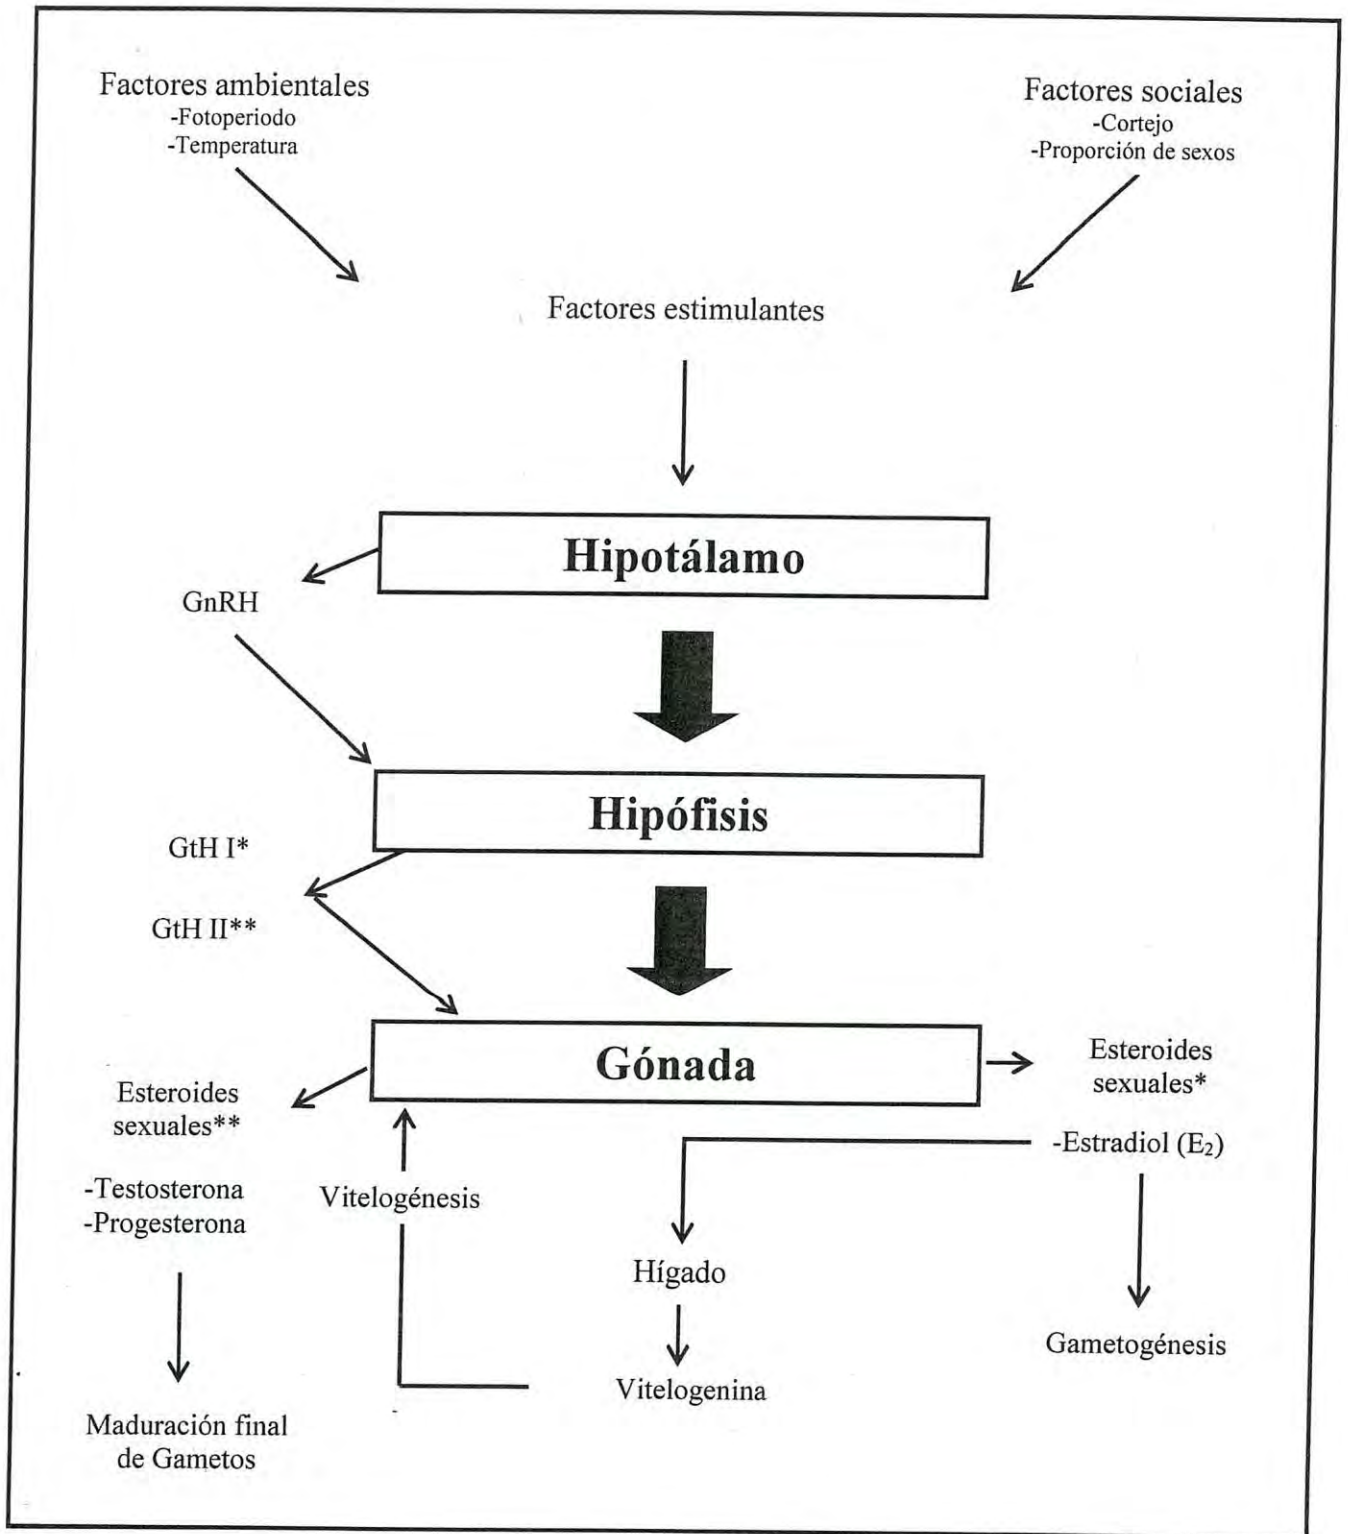 Factores ambientales
-Fotoperiodo
-Temperatura
Factores sociales
-Cortejo
-Proporción de sexos
Factores estimulantes
Hipotálamo
GnRH
Hipófisis
GtH I*
GtH II**
Gónada
Esteroides
sexuales*
Esteroides
sexuales**
-Estradiol (E₂)
-Testosterona
-Progesterona
Vitelogénesis
Hígado
Gametogénesis
Vitelogenina
Maduración final
de Gametos